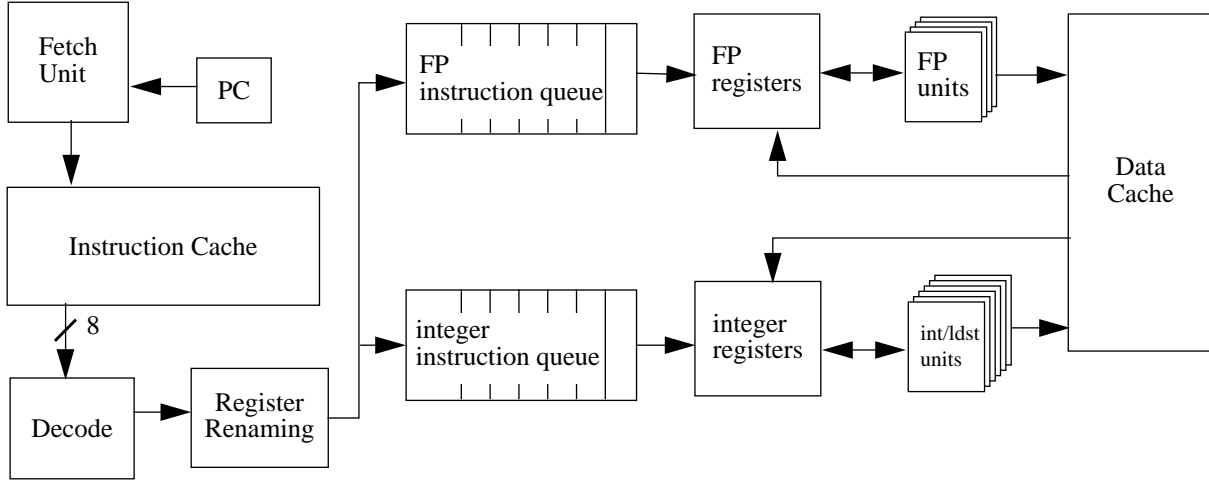 Fetch
Unit
PC
Instruction Cache
8
Decode
Register
Renaming
FP
instruction queue
FP
registers
FP
units
Data
Cache
integer
instruction queue
integer
registers
int/ldst
units